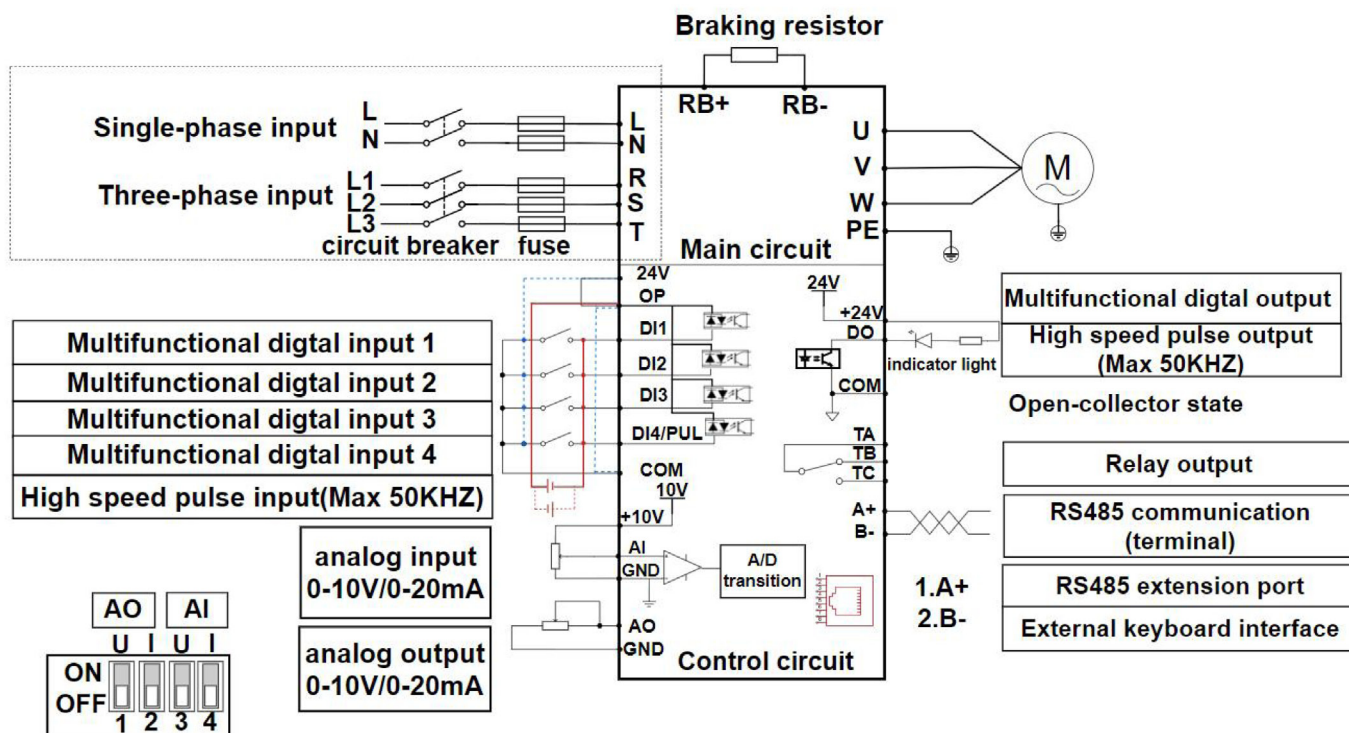 Braking resistor
RB+ RB-
Single-phase input
L
N
L
N
Three-phase input
L1
L2
L3
R
S
T
circuit breaker fuse
U
V
W
PE
M
Main circuit
24V
OP
DI1
DI2
DI3
DI4/PUL
COM
10V
+10V
AI
GND
AO
GND
24V
+24V
DO
COM
indicator light
TA
TB
TC
A+
B-
A/D
transition
Control circuit
1
Multifunctional digtal input 1
Multifunctional digtal input 2
Multifunctional digtal input 3
Multifunctional digtal input 4
High speed pulse input(Max 50KHZ)
analog input
0-10V/0-20mA
analog output
0-10V/0-20mA
AO AI
U I U I
ON
OFF
1 2 3 4
Multifunctional digtal output
High speed pulse output
(Max 50KHZ)
Open-collector state
Relay output
RS485 communication
(terminal)
1.A+
2.B-
RS485 extension port
External keyboard interface